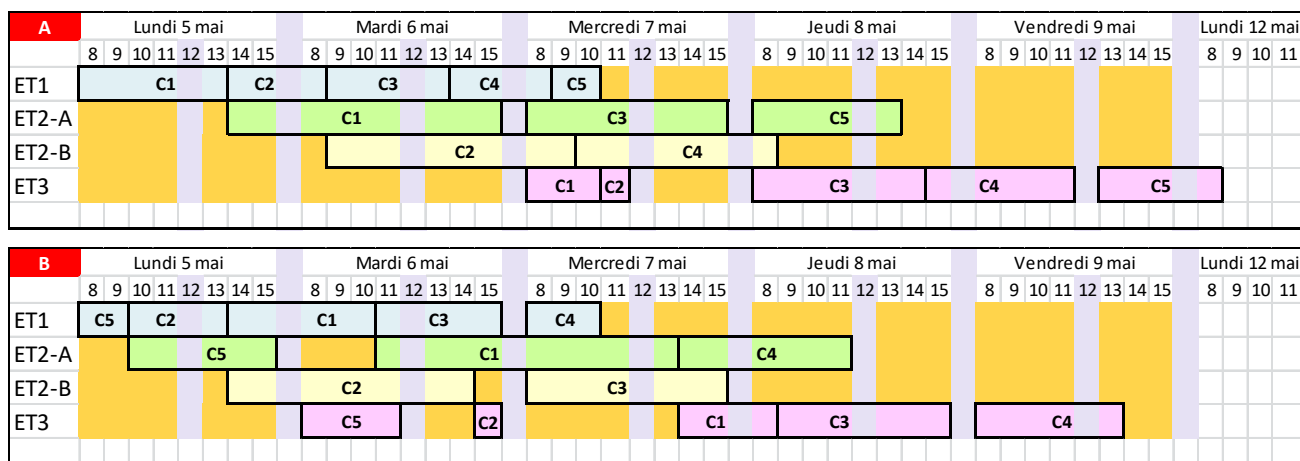 A Lundi 5 mai Mardi 6 mai Mercredi 7 mai Jeudi 8 mai Vendredi 9 mai Lundi 12 mai
8 9 10 11 12 13 14 15 8 9 10 11 12 13 14 15 8 9 10 11 12 13 14 15 8 9 10 11 12 13 14 15 8 9 10 11 12 13 14 15 8 9 10 11
ET1 C1 C2 C3 C4 C5
ET2-A C1 C3 C5
ET2-B C2 C4
ET3 C1 C2 C3 C4 C5
B Lundi 5 mai Mardi 6 mai Mercredi 7 mai Jeudi 8 mai Vendredi 9 mai Lundi 12 mai
8 9 10 11 12 13 14 15 8 9 10 11 12 13 14 15 8 9 10 11 12 13 14 15 8 9 10 11 12 13 14 15 8 9 10 11 12 13 14 15 8 9 10 11
ET1 C5 C2 C1 C3 C4
ET2-A C5 C1 C4
ET2-B C2 C3
ET3 C5 C2 C1 C3 C4